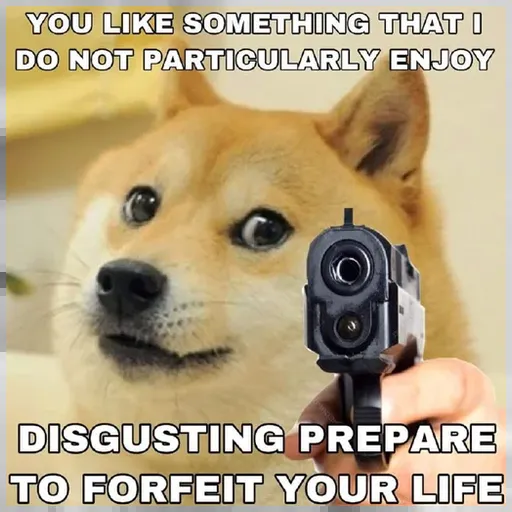 YOU LIKE SOMETHING THAT I
DO NOT PARTICULARLY ENJOY
DISGUSTING PREPARE
TO FORFEIT YOUR LIFE